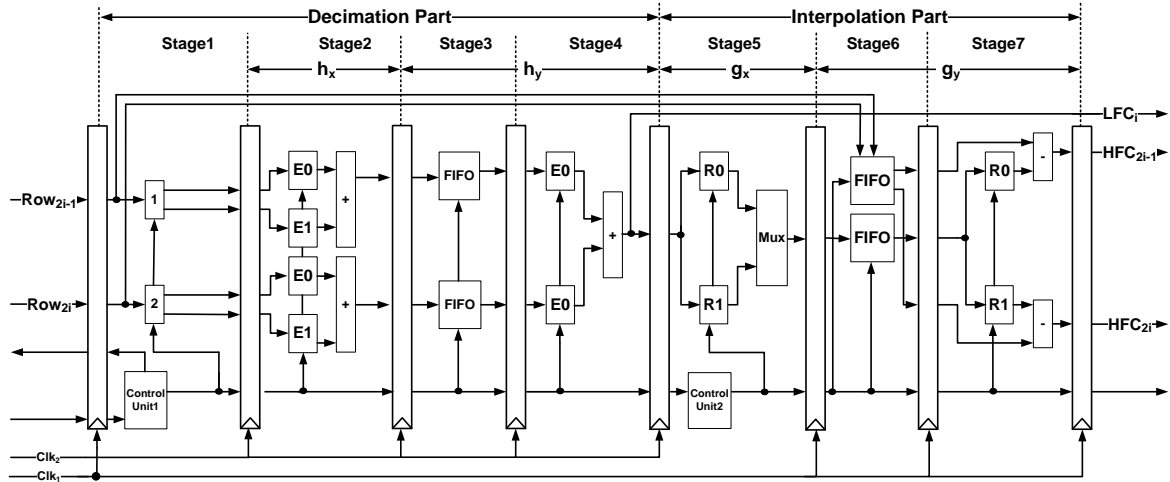 Decimation Part Interpolation Part
Stage1 Stage2 Stage3 Stage4 Stage5 Stage6 Stage7
hx hy gx gy
LFCi
HFC2i-1
Row2i-1
1
E0
+
E1
FIFO
E0
+
R0
Mux
FIFO
FIFO
R0
-
Row2i
2
E0
+
E1
FIFO
E0
R1
R1
-
HFC2i
Control
Unit1
Control
Unit2
Clk2
Clk1